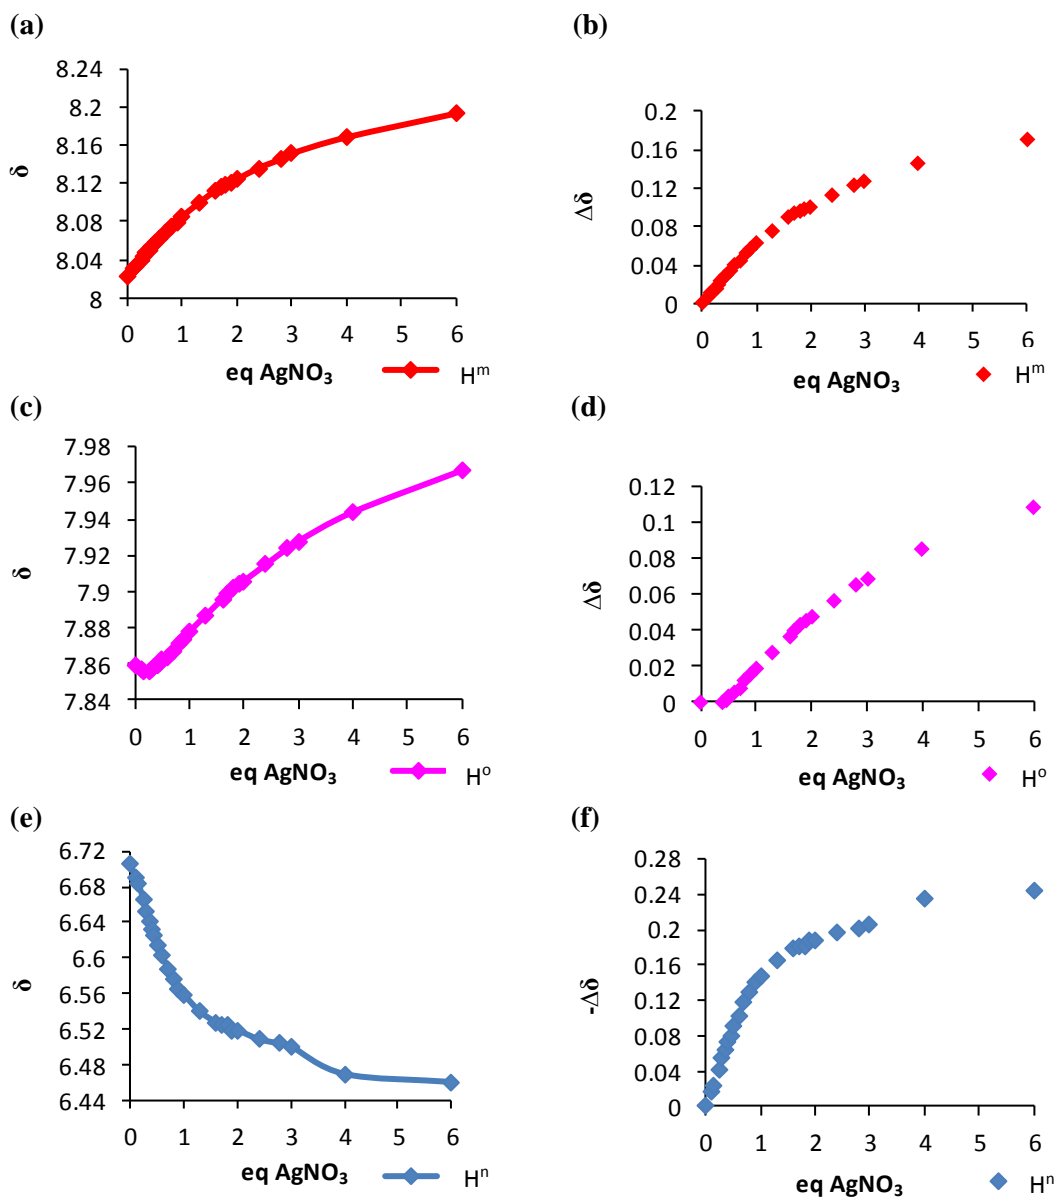 (a)
8.24
8.2
8.16
8.12
8.08
8.04
8
δ
0 1 2 3 4 5 6
eq AgNO₃
Hᵐ
(b)
0.2
0.16
0.12
0.08
0.04
0
Δδ
0 1 2 3 4 5 6
eq AgNO₃
Hᵐ
(c)
7.98
7.96
7.94
7.92
7.9
7.88
7.86
7.84
δ
0 1 2 3 4 5 6
eq AgNO₃
Hᵒ
(d)
0.12
0.1
0.08
0.06
0.04
0.02
0
Δδ
0 1 2 3 4 5 6
eq AgNO₃
Hᵒ
(e)
6.72
6.68
6.64
6.6
6.56
6.52
6.48
6.44
δ
0 1 2 3 4 5 6
eq AgNO₃
Hⁿ
(f)
0.28
0.24
0.2
0.16
0.12
0.08
0.04
0
-Δδ
0 1 2 3 4 5 6
eq AgNO₃
Hⁿ